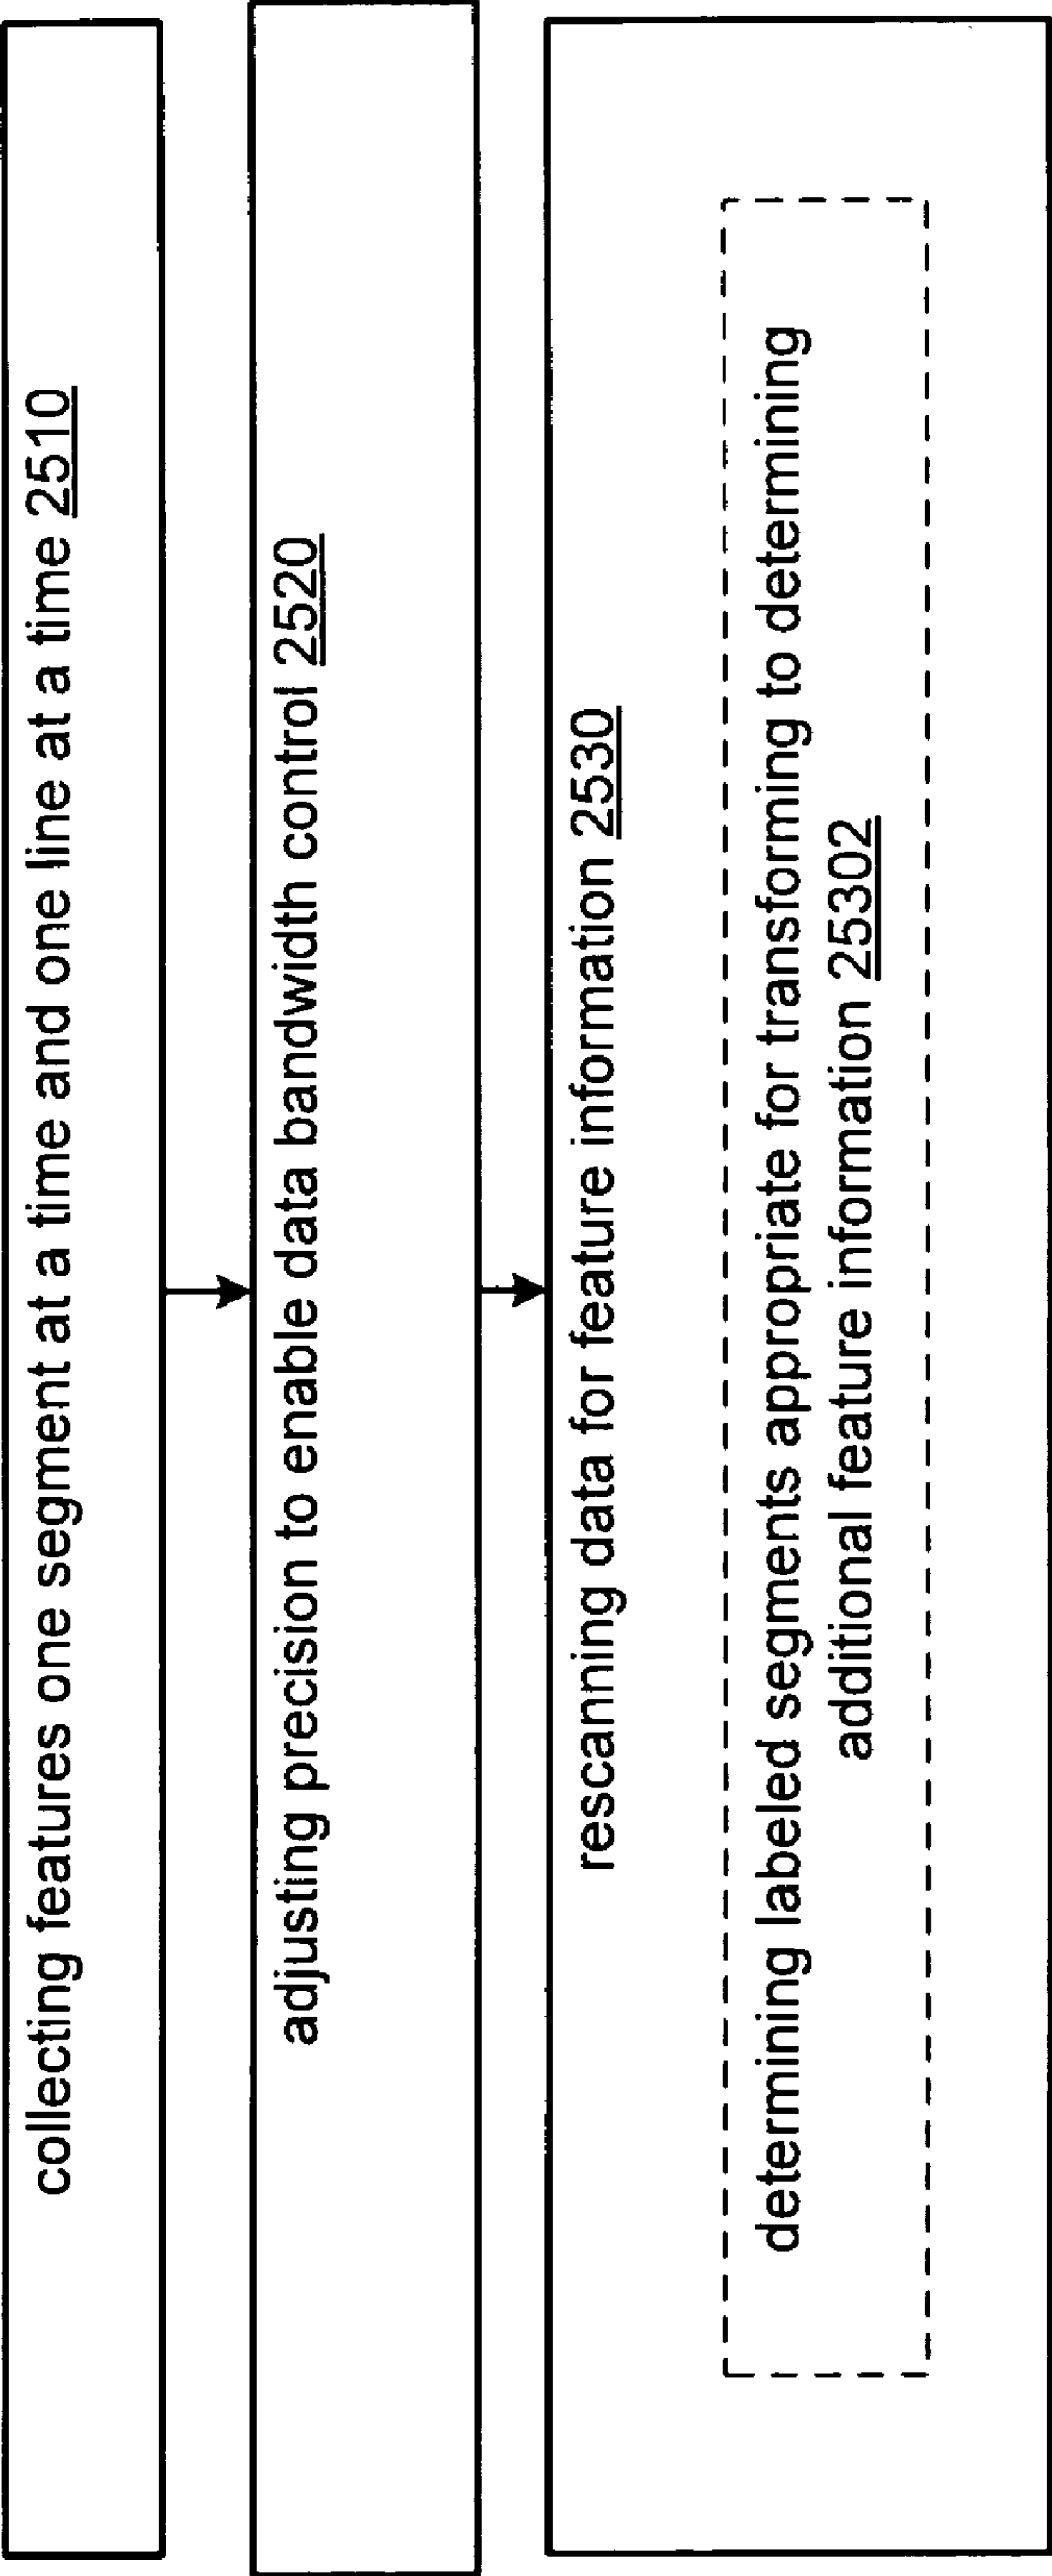 collecting features one segment at a time and one line at a time 2510
adjusting precision to enable data bandwidth control 2520
rescanning data for feature information 2530
determining labeled segments appropriate for transforming to determining
additional feature information 25302